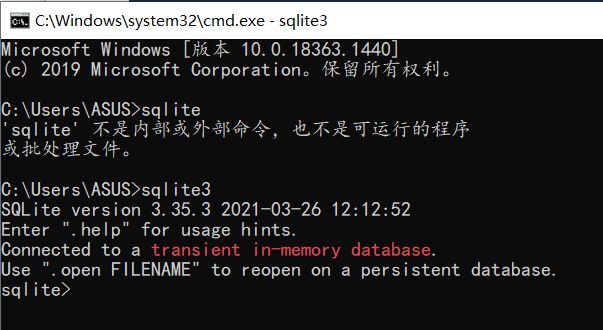 C:\Windows\system32\cmd.exe - sqlite3
Microsoft Windows [版本 10.0.18363.1440]
(c) 2019 Microsoft Corporation。保留所有权利。
C:\Users\ASUS>sqlite
'sqlite' 不是内部或外部命令，也不是可运行的程序
或批处理文件。
C:\Users\ASUS>sqlite3
SQLite version 3.35.3 2021-03-26 12:12:52
Enter ".help" for usage hints.
Connected to a transient in-memory database.
Use ".open FILENAME" to reopen on a persistent database.
sqlite>